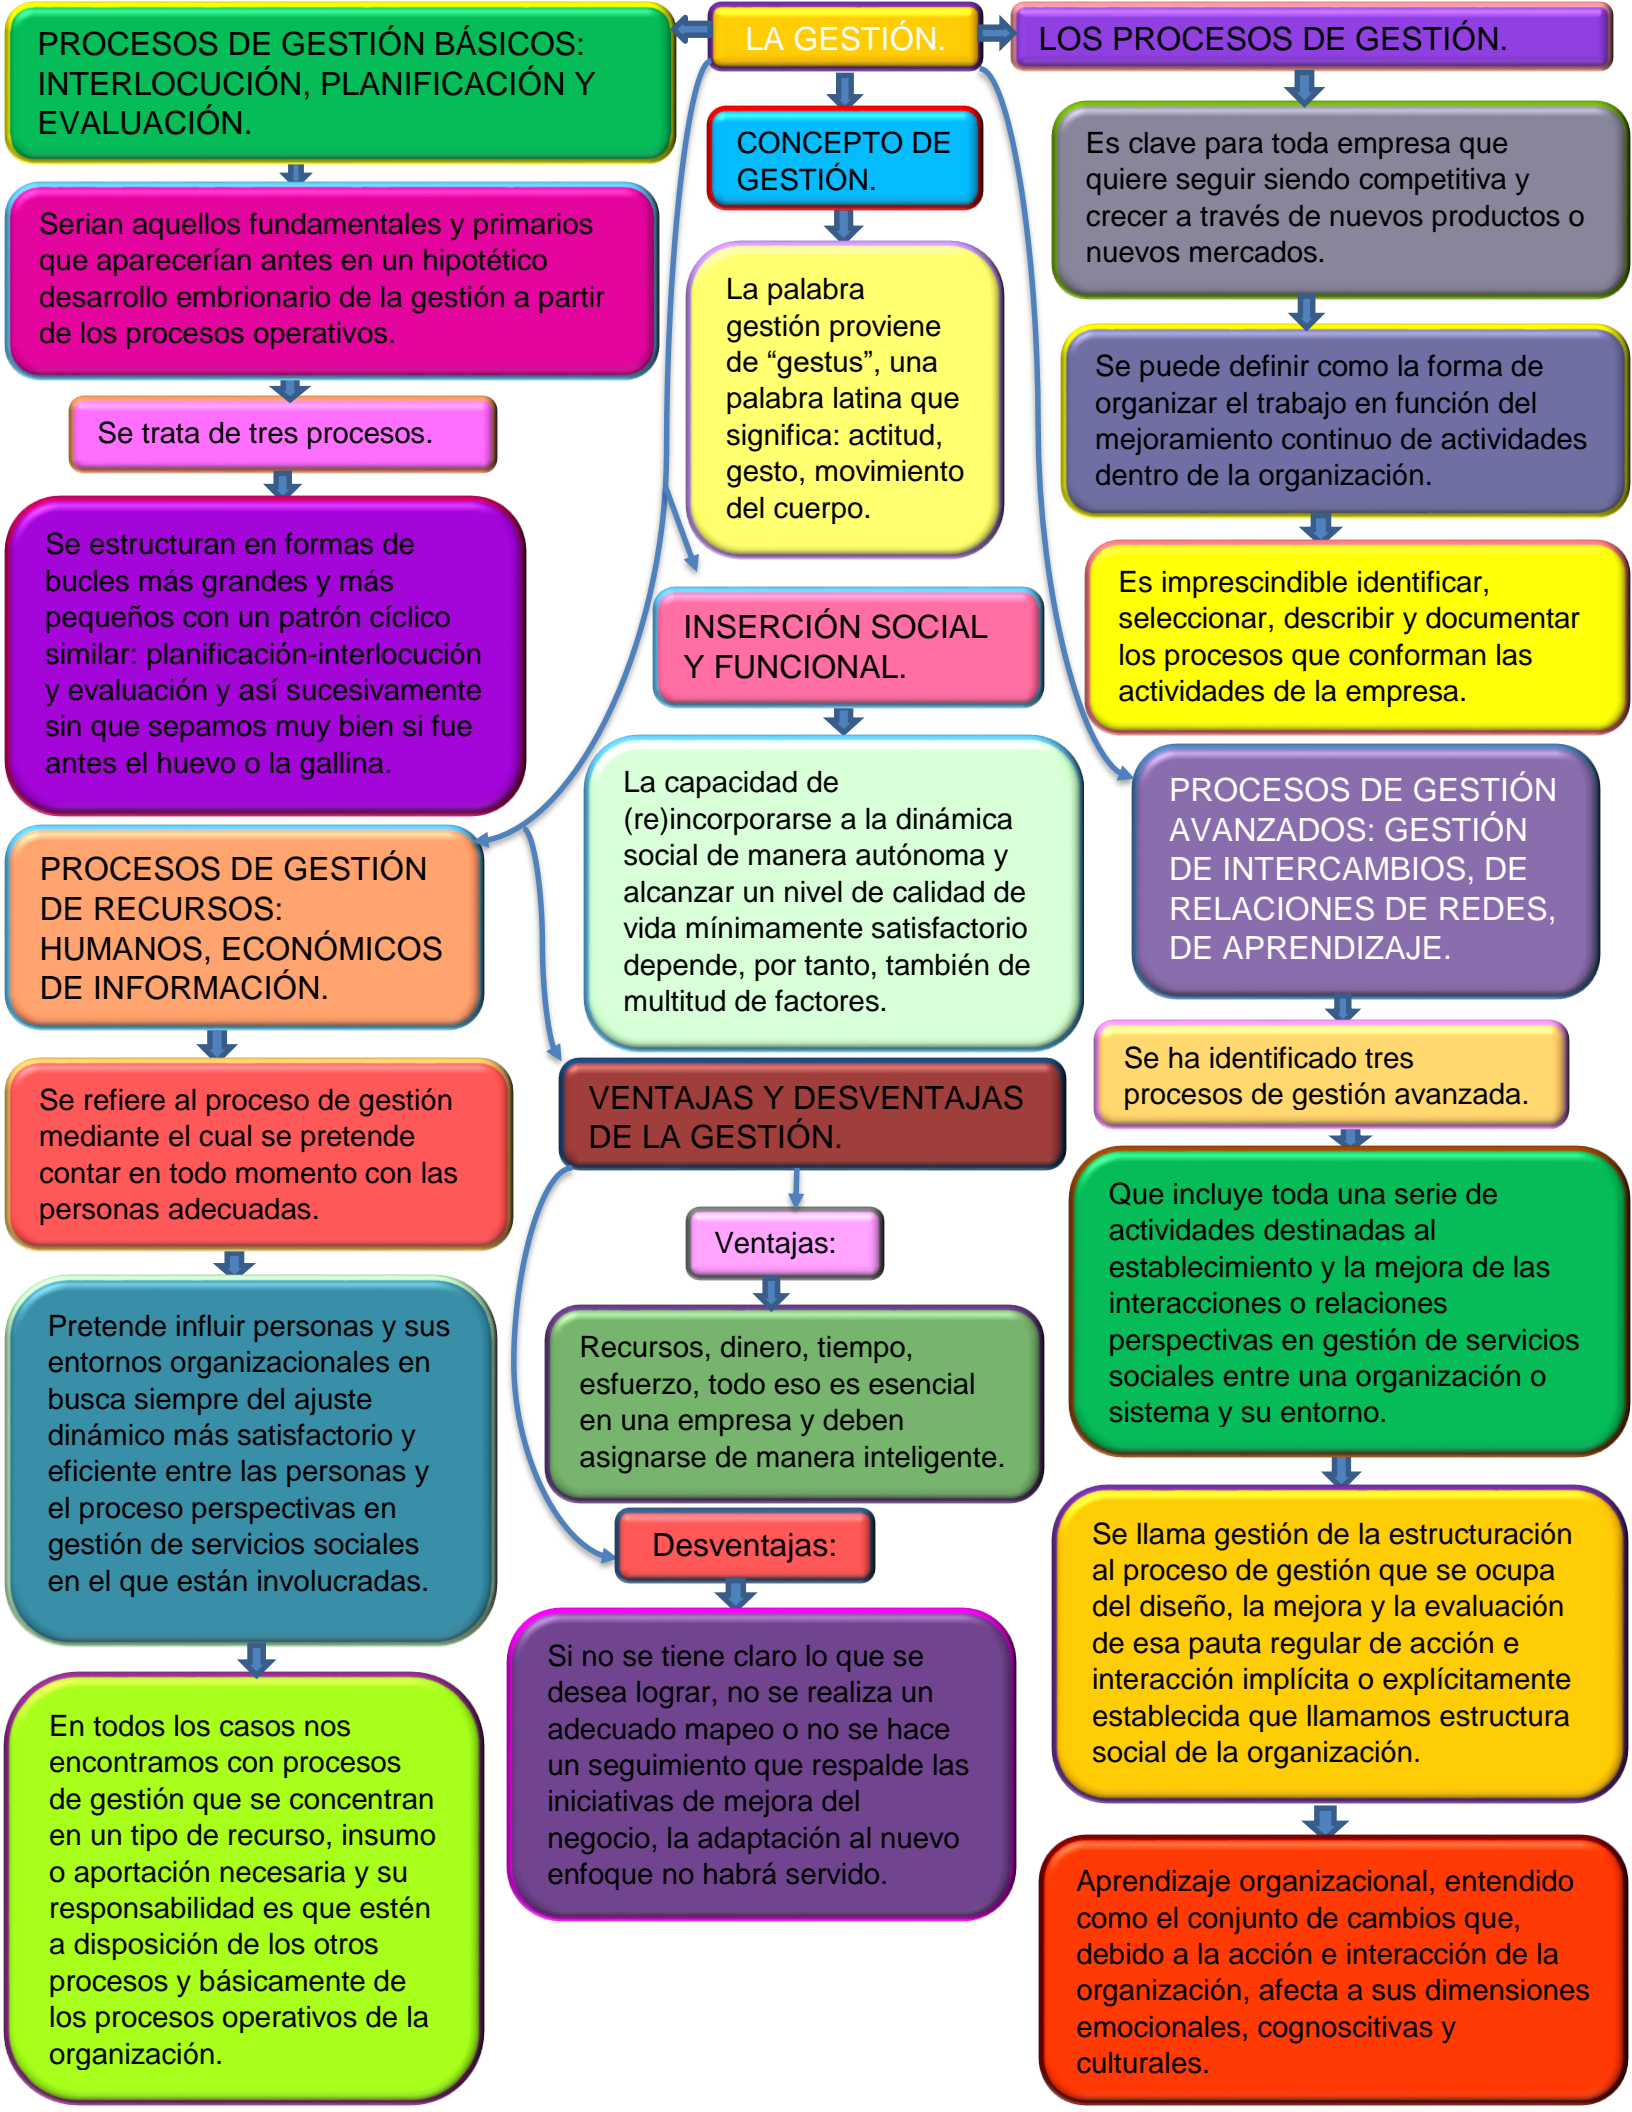 LA GESTIÓN.
PROCESOS DE GESTIÓN BÁSICOS:
INTERLOCUCIÓN, PLANIFICACIÓN Y
EVALUACIÓN.
Serian aquellos fundamentales y primarios
que aparecerían antes en un hipotético
desarrollo embrionario de la gestión a partir
de los procesos operativos.
Se trata de tres procesos.
Se estructuran en formas de
bucles más grandes y más
pequeños con un patrón cíclico
similar: planificación-interlocución
y evaluación y así sucesivamente
sin que sepamos muy bien si fue
antes el huevo o la gallina.
PROCESOS DE GESTIÓN
DE RECURSOS:
HUMANOS, ECONÓMICOS
DE INFORMACIÓN.
Se refiere al proceso de gestión
mediante el cual se pretende
contar en todo momento con las
personas adecuadas.
Pretende influir personas y sus
entornos organizacionales en
busca siempre del ajuste
dinámico más satisfactorio y
eficiente entre las personas y
el proceso perspectivas en
gestión de servicios sociales
en el que están involucradas.
En todos los casos nos
encontramos con procesos
de gestión que se concentran
en un tipo de recurso, insumo
o aportación necesaria y su
responsabilidad es que estén
a disposición de los otros
procesos y básicamente de
los procesos operativos de la
organización.
CONCEPTO DE
GESTIÓN.
La palabra
gestión proviene
de “gestus”, una
palabra latina que
significa: actitud,
gesto, movimiento
del cuerpo.
INSERCIÓN SOCIAL
Y FUNCIONAL.
La capacidad de
(re)incorporarse a la dinámica
social de manera autónoma y
alcanzar un nivel de calidad de
vida mínimamente satisfactorio
depende, por tanto, también de
multitud de factores.
VENTAJAS Y DESVENTAJAS
DE LA GESTIÓN.
Ventajas:
Recursos, dinero, tiempo,
esfuerzo, todo eso es esencial
en una empresa y deben
asignarse de manera inteligente.
Desventajas:
Si no se tiene claro lo que se
desea lograr, no se realiza un
adecuado mapeo o no se hace
un seguimiento que respalde las
iniciativas de mejora del
negocio, la adaptación al nuevo
enfoque no habrá servido.
LOS PROCESOS DE GESTIÓN.
Es clave para toda empresa que
quiere seguir siendo competitiva y
crecer a través de nuevos productos o
nuevos mercados.
Se puede definir como la forma de
organizar el trabajo en función del
mejoramiento continuo de actividades
dentro de la organización.
Es imprescindible identificar,
seleccionar, describir y documentar
los procesos que conforman las
actividades de la empresa.
PROCESOS DE GESTIÓN
AVANZADOS: GESTIÓN
DE INTERCAMBIOS, DE
RELACIONES DE REDES,
DE APRENDIZAJE.
Se ha identificado tres
procesos de gestión avanzada.
Que incluye toda una serie de
actividades destinadas al
establecimiento y la mejora de las
interacciones o relaciones
perspectivas en gestión de servicios
sociales entre una organización o
sistema y su entorno.
Se llama gestión de la estructuración
al proceso de gestión que se ocupa
del diseño, la mejora y la evaluación
de esa pauta regular de acción e
interacción implícita o explícitamente
establecida que llamamos estructura
social de la organización.
Aprendizaje organizacional, entendido
como el conjunto de cambios que,
debido a la acción e interacción de la
organización, afecta a sus dimensiones
emocionales, cognoscitivas y
culturales.